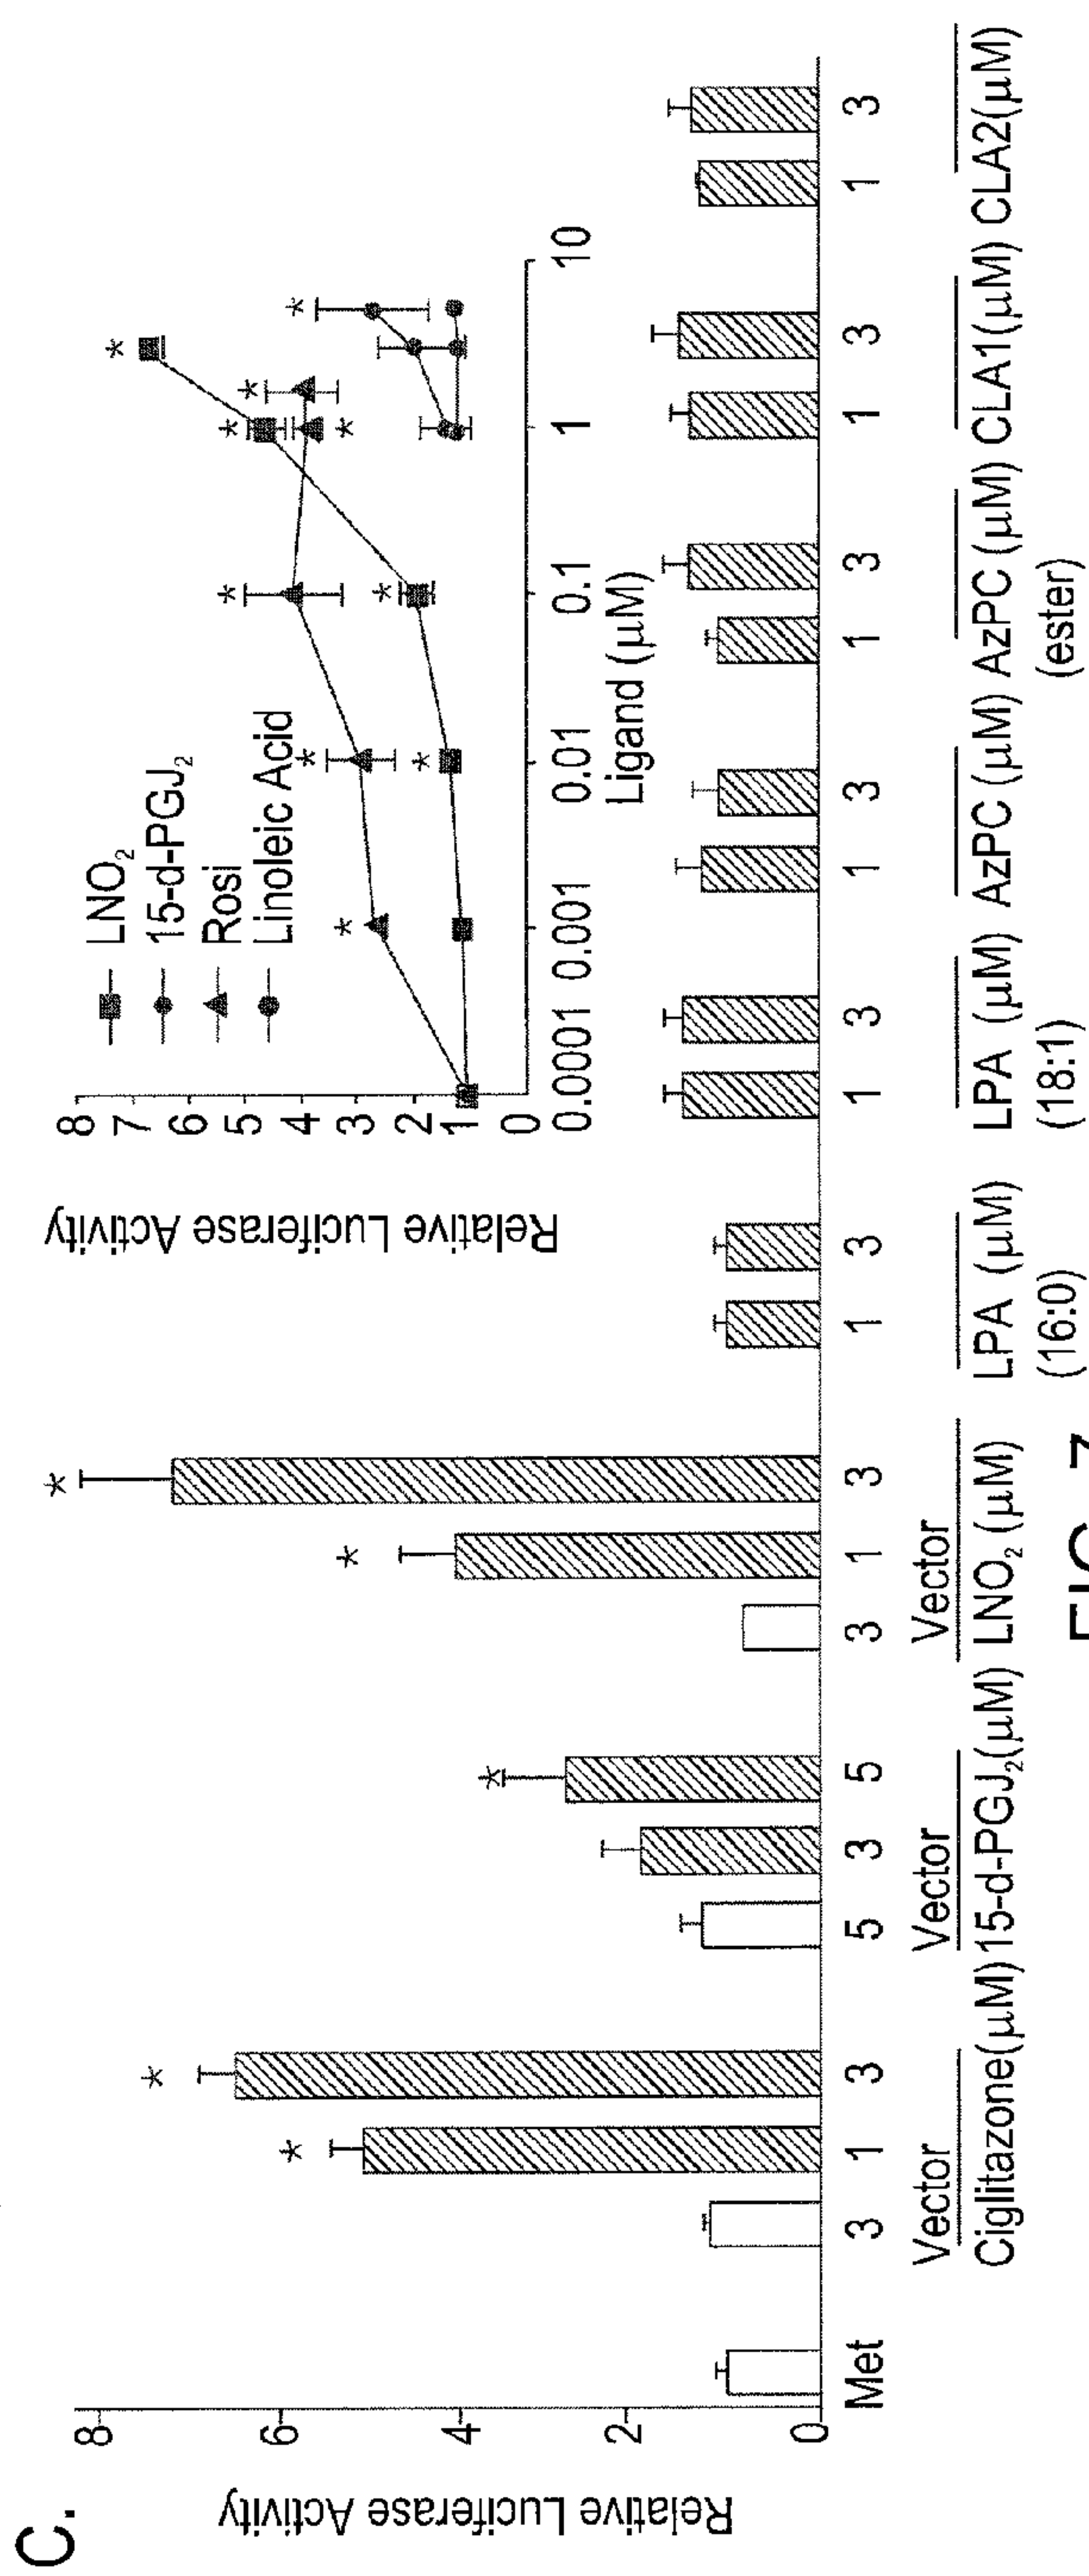 C.
Relative Luciferase Activity
8
6
4
2
0
Met
3 1 3
Vector
Ciglitazone(μM)
5 3 5
Vector
15-d-PGJ₂(μM)
3 1 3
Vector
LNO₂ (μM)
1 3
LPA (μM)
(16:0)
1 3
LPA (μM)
(18:1)
1 3
AzPC (μM)
1 3
AzPC (μM)
(ester)
1 3
CLA1(μM)
1 3
CLA2(μM)
* * * * *
Relative Luciferase Activity
8
7
6
5
4
3
2
1
0
LNO₂
15-d-PGJ₂
Rosi
Linoleic Acid
* * * * * * * * * *
0.0001 0.001 0.01 0.1 1 10
Ligand (μM)